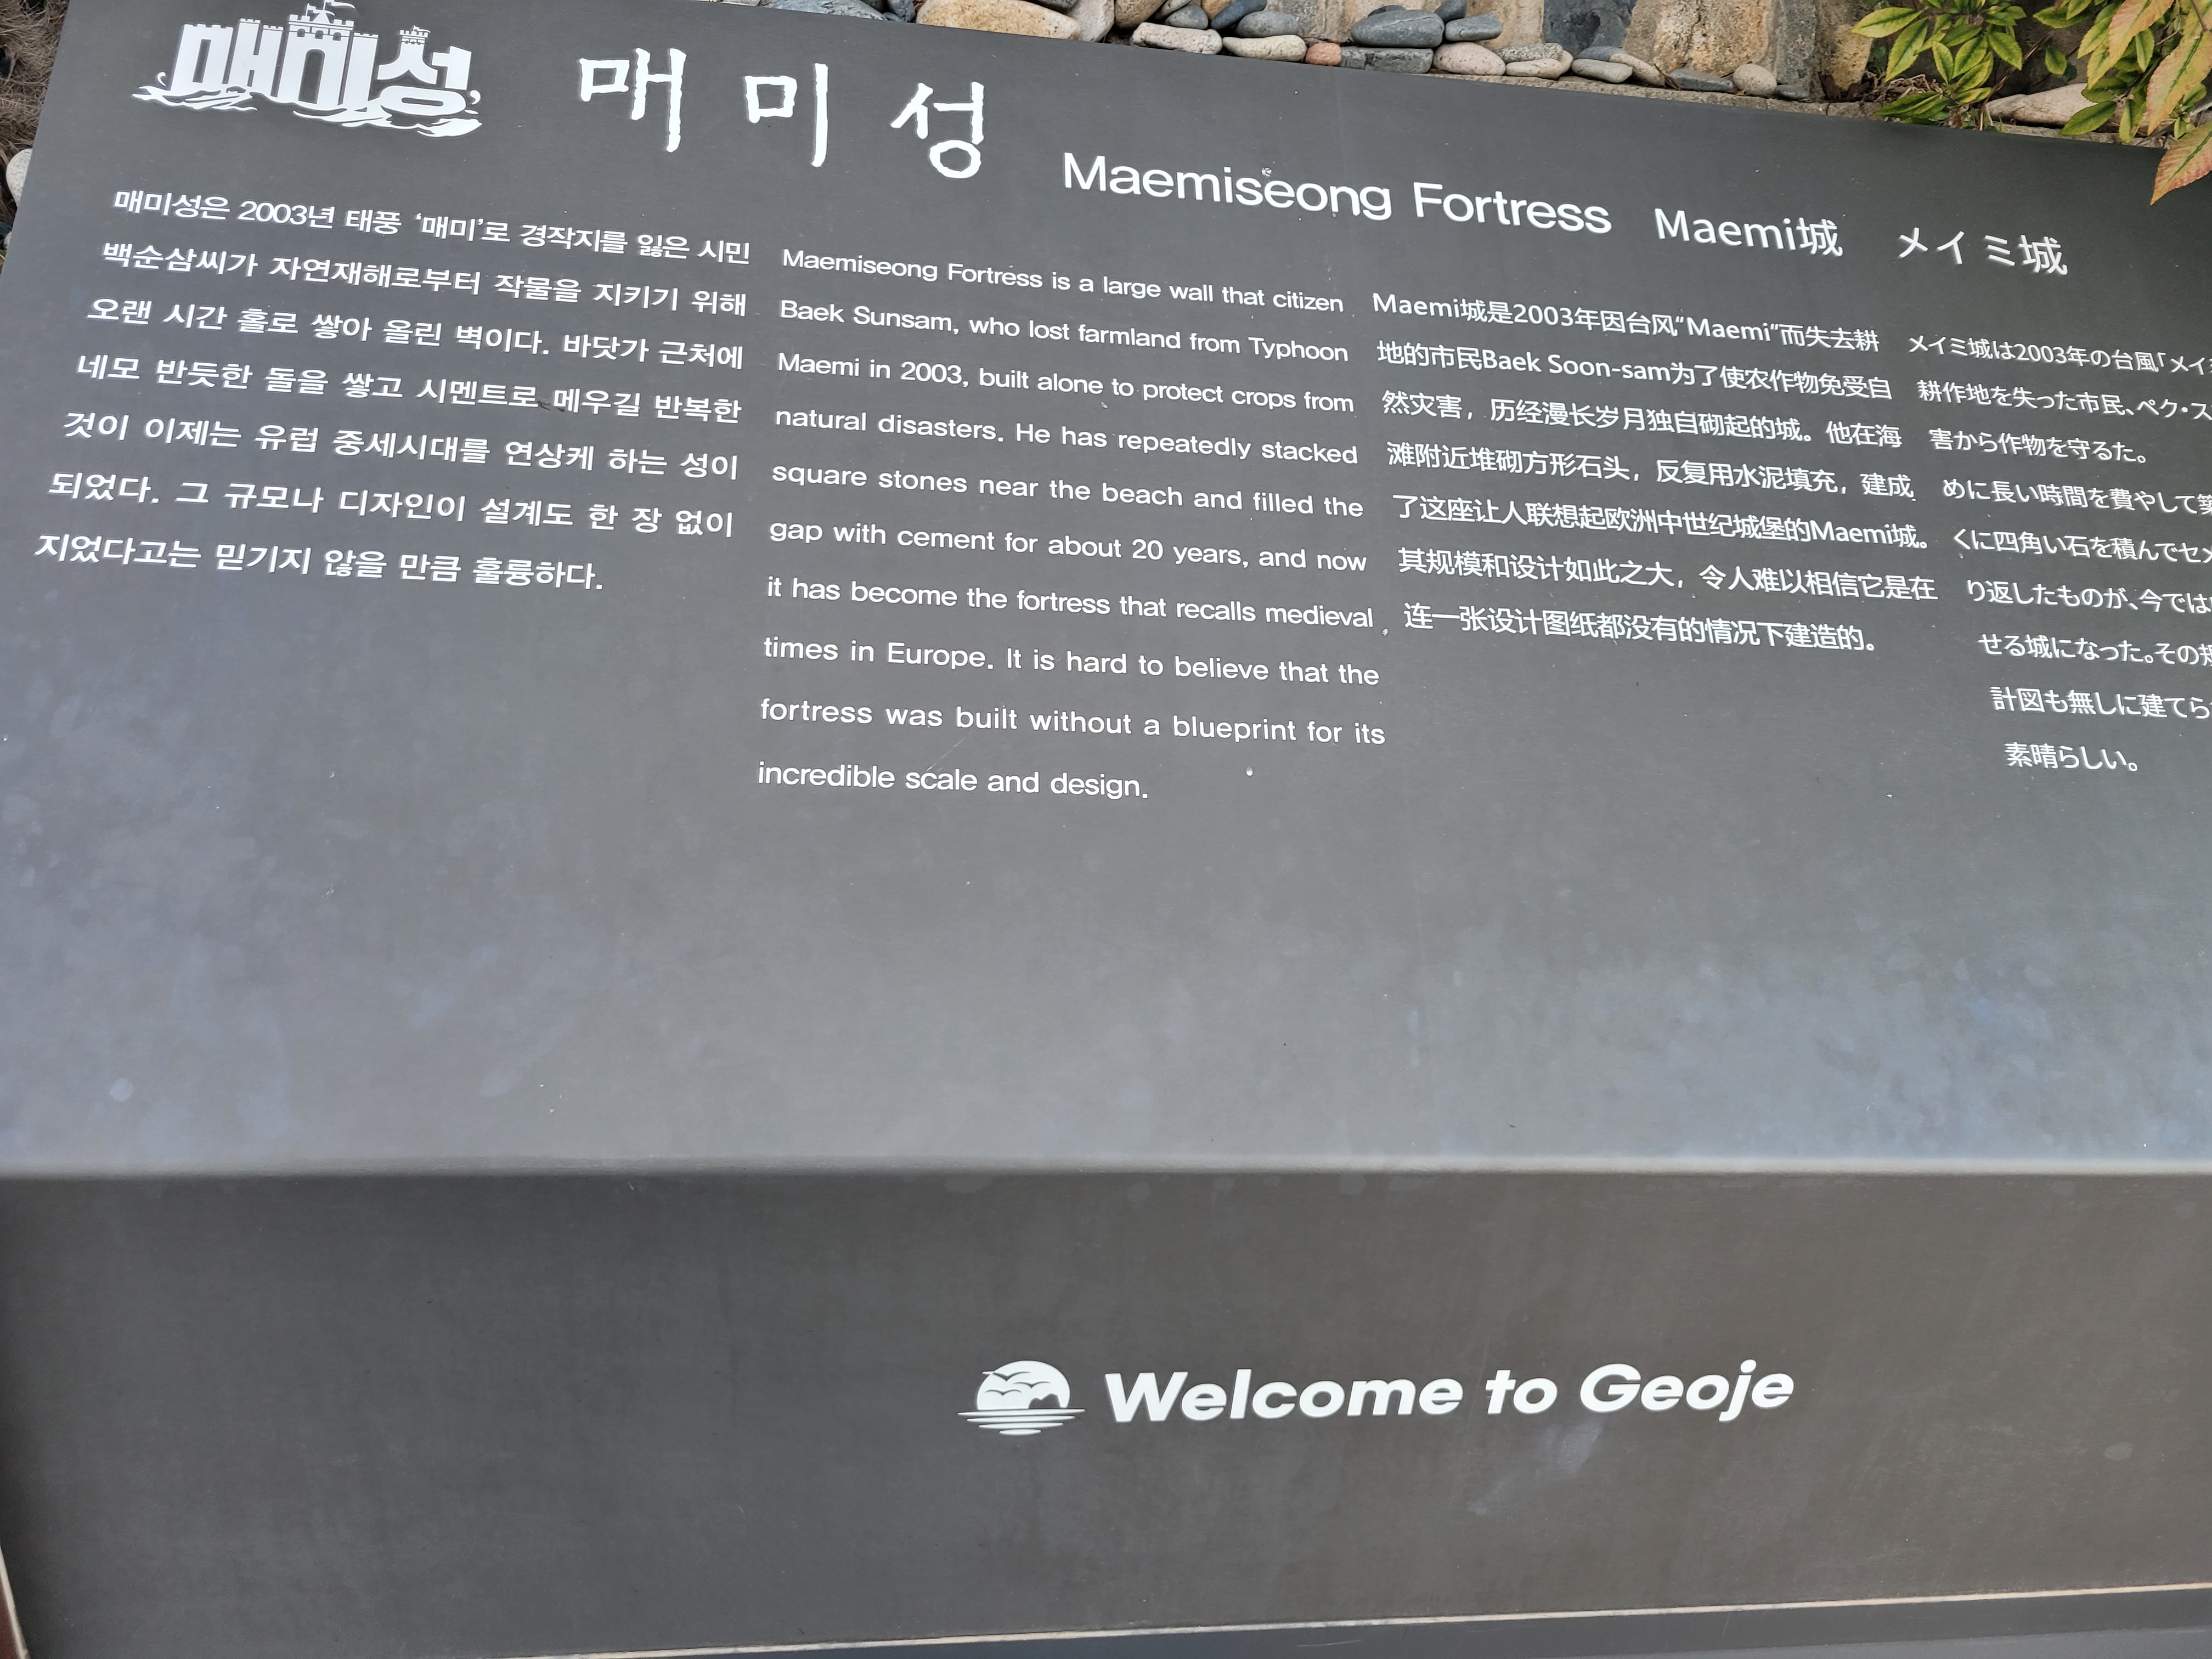 매미성
매미성
Maemiseong Fortress
Maemi城
メイミ城
매미성은 2003년 태풍 ‘매미’로 경작지를 잃은 시민
백순삼씨가 자연재해로부터 작물을 지키기 위해
오랜 시간 홀로 쌓아 올린 벽이다. 바닷가 근처에
네모 반듯한 돌을 쌓고 시멘트로 메우길 반복한
것이 이제는 유럽 중세시대를 연상케 하는 성이
되었다. 그 규모나 디자인이 설계도 한 장 없이
지었다고는 믿기지 않을 만큼 훌륭하다.
Maemiseong Fortress is a large wall that citizen
Baek Sunsam, who lost farmland from Typhoon
Maemi in 2003, built alone to protect crops from
natural disasters. He has repeatedly stacked
square stones near the beach and filled the
gap with cement for about 20 years, and now
it has become the fortress that recalls medieval
times in Europe. It is hard to believe that the
fortress was built without a blueprint for its
incredible scale and design.
Maemi城是2003年因台风“Maemi”而失去耕
地的市民Baek Soon-sam为了使农作物免受自
然灾害，历经漫长岁月独自砌起的城。他在海
滩附近堆砌方形石头，反复用水泥填充，建成
了这座让人联想起欧洲中世纪城堡的Maemi城。
其规模和设计如此之大，令人难以相信它是在
连一张设计图纸都没有的情况下建造的。
メイミ城は2003年の台風「メイ
耕作地を失った市民、ペク・ス
害から作物を守るた。
めに長い時間を費やして築
くに四角い石を積んでセメ
り返したものが、今では
せる城になった。その規
計図も無しに建てら
素晴らしい。
Welcome to Geoje